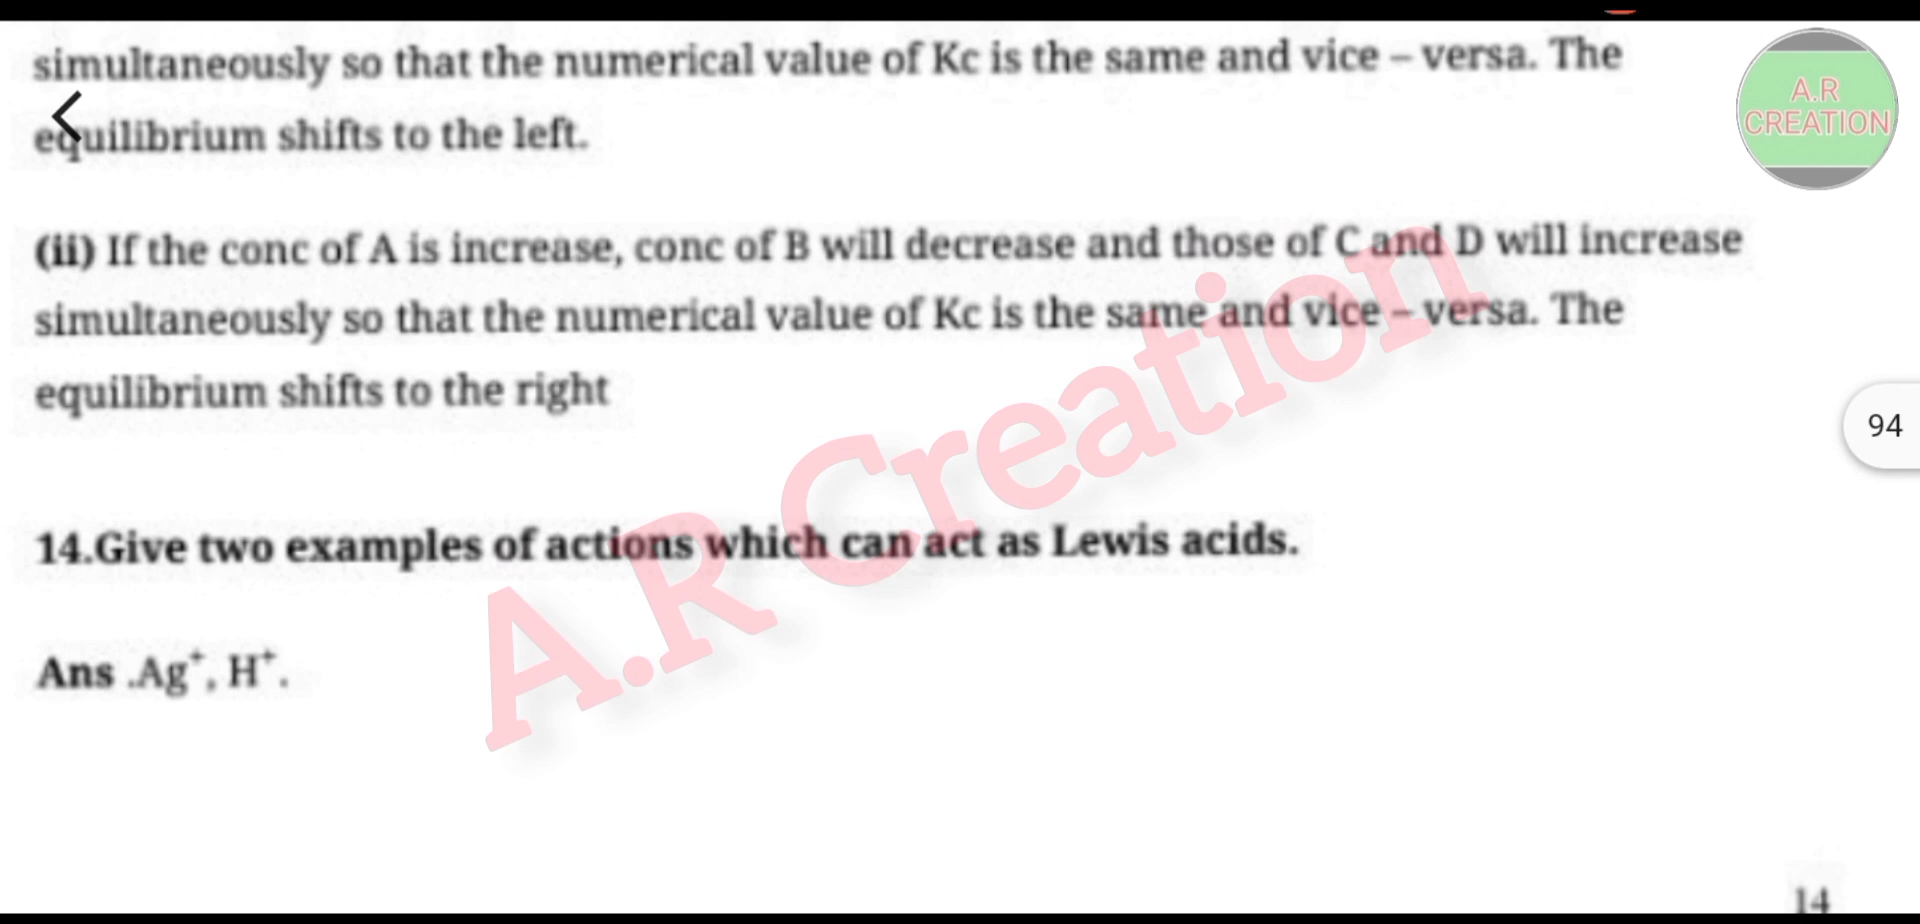 simultaneously so that the numerical value of Kc is the same and vice – versa. The
equilibrium shifts to the left.
A.R
CREATION
(ii) If the conc of A is increase, conc of B will decrease and those of C and D will increase
simultaneously so that the numerical value of Kc is the same and vice – versa. The
equilibrium shifts to the right
94
A.R Creation
14.Give two examples of actions which can act as Lewis acids.
Ans .Ag⁺, H⁺.
14